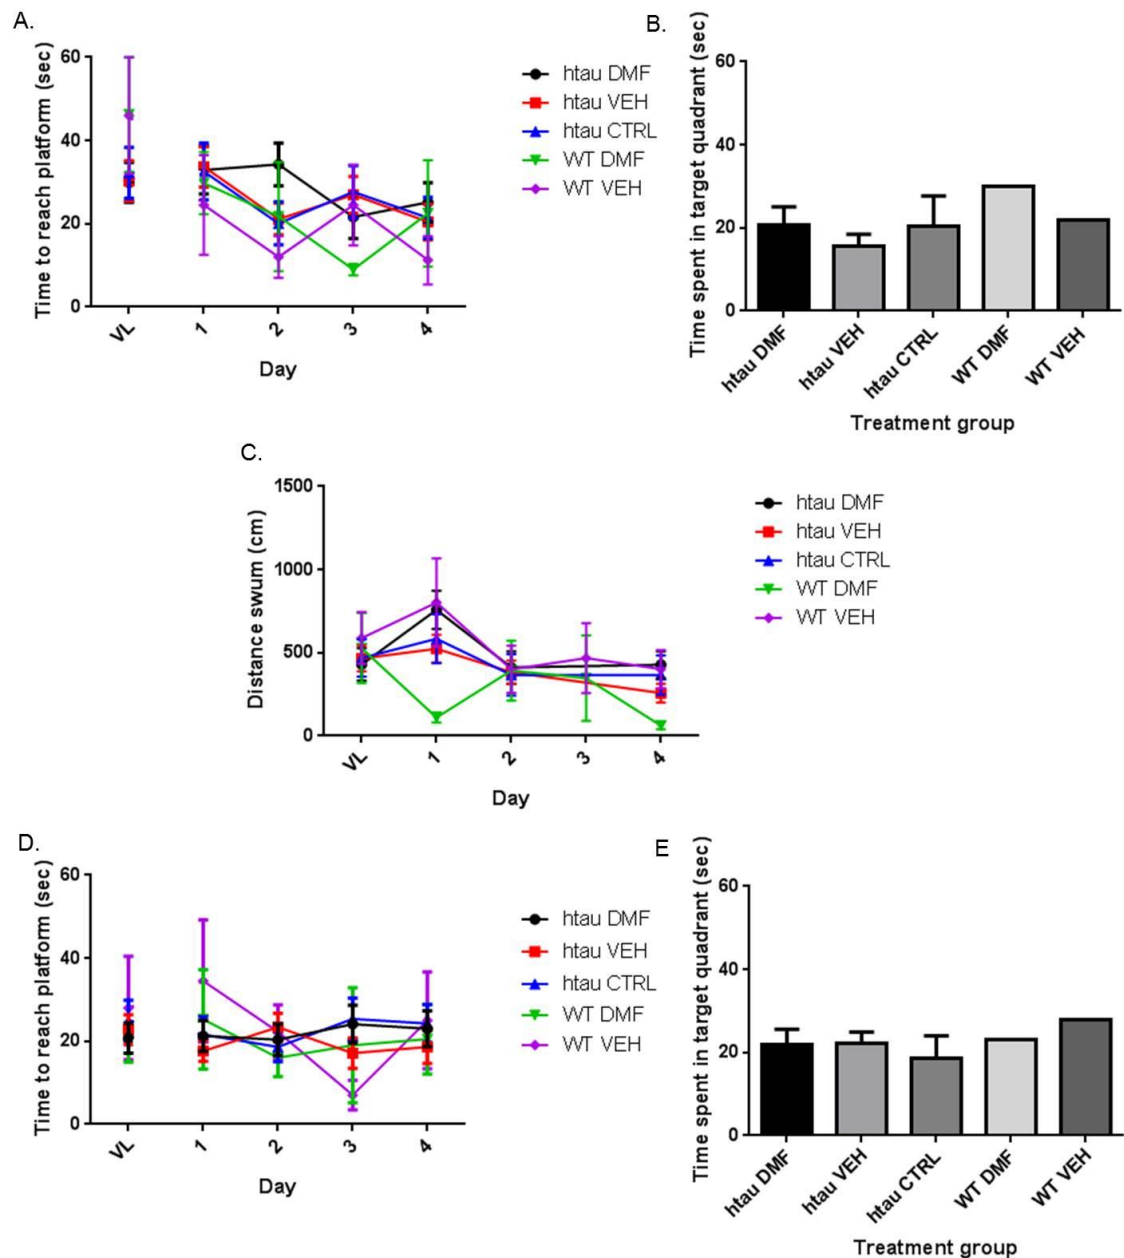 A.
Time to reach platform (sec)
60
40
20
0
VL
1
2
3
4
Day
htau DMF
htau VEH
htau CTRL
WT DMF
WT VEH
B.
Time spent in target quadrant (sec)
60
40
20
0
htau DMF
htau VEH
htau CTRL
WT DMF
WT VEH
Treatment group
C.
Distance swum (cm)
1500
1000
500
0
VL
1
2
3
4
Day
htau DMF
htau VEH
htau CTRL
WT DMF
WT VEH
D.
Time to reach platform (sec)
60
40
20
0
VL
1
2
3
4
Day
htau DMF
htau VEH
htau CTRL
WT DMF
WT VEH
E
Time spent in target quadrant (sec)
60
40
20
0
htau DMF
htau VEH
htau CTRL
WT DMF
WT VEH
Treatment group